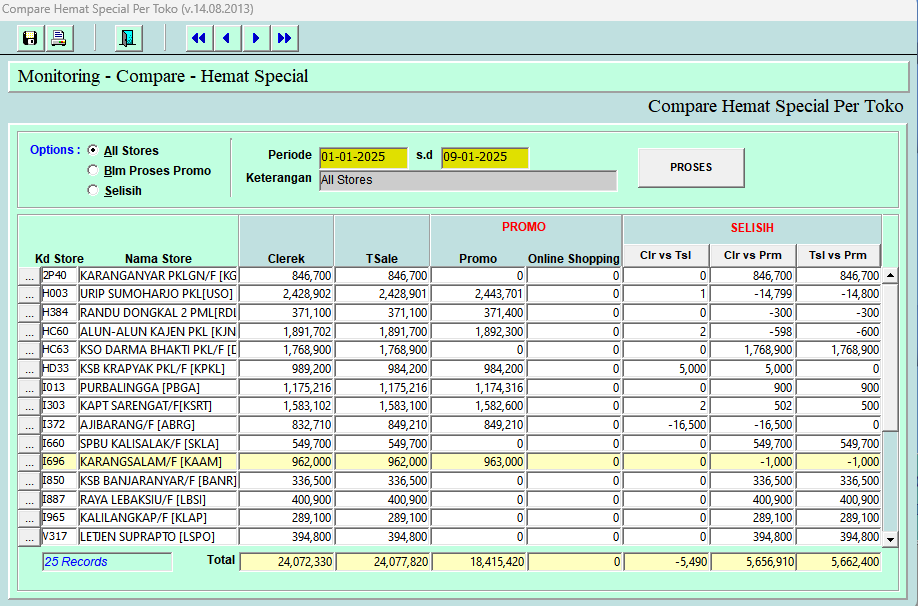 Compare Hemat Special Per Toko (v.14.08.2013)
Monitoring - Compare - Hemat Special
Compare Hemat Special Per Toko
Options : All Stores
Blm Proses Promo
Selisih
Periode 01-01-2025 s.d 09-01-2025
Keterangan All Stores
PROSES
PROMO SELISIH
Kd Store Nama Store Clerek TSale Promo Online Shopping Clr vs Tsl Clr vs Prm Tsl vs Prm
... 2P40 KARANGANYAR PKLGN/F [KG 846,700 846,700 0 0 0 846,700 846,700
... H003 URIP SUMOHARJO PKL[USO] 2,428,902 2,428,901 2,443,701 0 1 -14,799 -14,800
... H384 RANDU DONGKAL 2 PML[RDL 371,100 371,100 371,400 0 0 -300 -300
... HC60 ALUN-ALUN KAJEN PKL [KJN 1,891,702 1,891,700 1,892,300 0 2 -598 -600
... HC63 KSO DARMA BHAKTI PKL/F [D 1,768,900 1,768,900 0 0 0 1,768,900 1,768,900
... HD33 KSB KRAPYAK PKL/F [KPKL] 989,200 984,200 984,200 0 5,000 5,000 0
... I013 PURBALINGGA [PBGA] 1,175,216 1,175,216 1,174,316 0 0 900 900
... I303 KAPT SARENGAT/F[KSRT] 1,583,102 1,583,100 1,582,600 0 2 502 500
... I372 AJIBARANG/F [ABRG] 832,710 849,210 849,210 0 -16,500 -16,500 0
... I660 SPBU KALISALAK/F [SKLA] 549,700 549,700 0 0 0 549,700 549,700
... I696 KARANGSALAM/F [KAAM] 962,000 962,000 963,000 0 0 -1,000 -1,000
... I850 KSB BANJARANYAR/F [BANR] 336,500 336,500 0 0 0 336,500 336,500
... I887 RAYA LEBAKSIU/F [LBSI] 400,900 400,900 0 0 0 400,900 400,900
... I965 KALILANGKAP/F [KLAP] 289,100 289,100 0 0 0 289,100 289,100
... V317 LETJEN SUPRAPTO [LSPO] 394,800 394,800 0 0 0 394,800 394,800
25 Records Total 24,072,330 24,077,820 18,415,420 0 -5,490 5,656,910 5,662,400